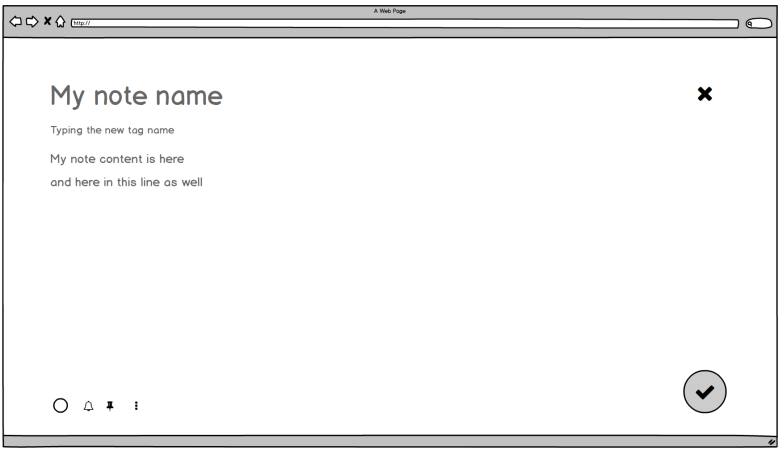 A Web Page
http://
My note name
Typing the new tag name
My note content is here
and here in this line as well